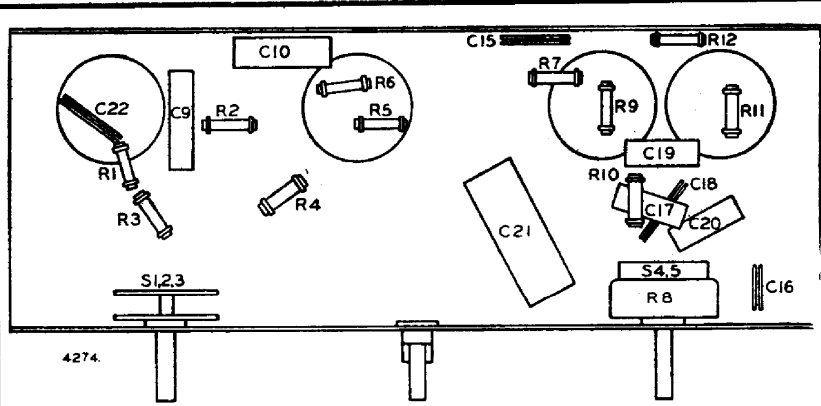 C15
R12
C10
R7
R6
C22
C9
R2
R5
R9
R11
C19
R1
R10
C18
R3
R4
C17
C21
C20
S1,2,3
S4,5
R8
C16
4274.